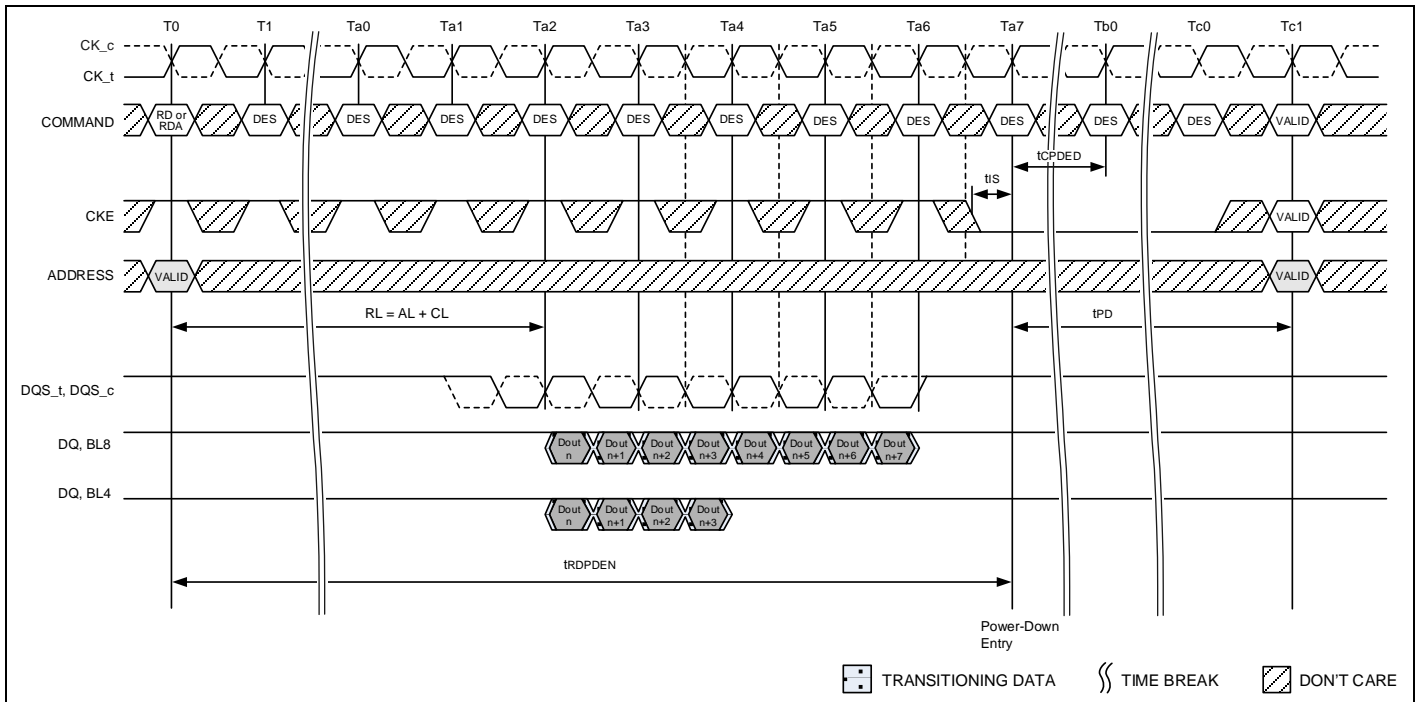 T0 T1 Ta0 Ta1 Ta2 Ta3 Ta4 Ta5 Ta6 Ta7 Tb0 Tc0 Tc1
CK_c
CK_t
COMMAND
RD or
RDA
DES DES DES DES DES DES DES DES DES DES DES VALID
tCPDED
tIS
CKE
VALID
ADDRESS
VALID VALID
RL = AL + CL
tPD
DQS_t, DQS_c
DQ, BL8
Dout Dout Dout Dout Dout Dout Dout Dout
n n+1 n+2 n+3 n+4 n+5 n+6 n+7
DQ, BL4
Dout Dout Dout Dout
n n+1 n+2 n+3
tRDPDEN
Power-Down
Entry
TRANSITIONING DATA TIME BREAK DON'T CARE